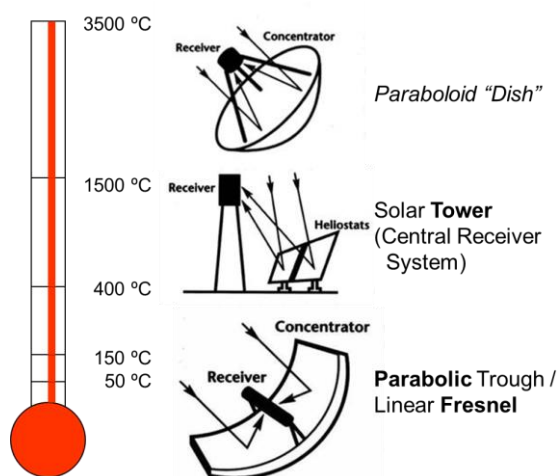 3500 ºC
Concentrator
Receiver
Paraboloid “Dish”
1500 ºC
Receiver
Heliostats
Solar Tower
(Central Receiver
System)
400 ºC
Concentrator
150 ºC
50 ºC
Receiver
Parabolic Trough /
Linear Fresnel